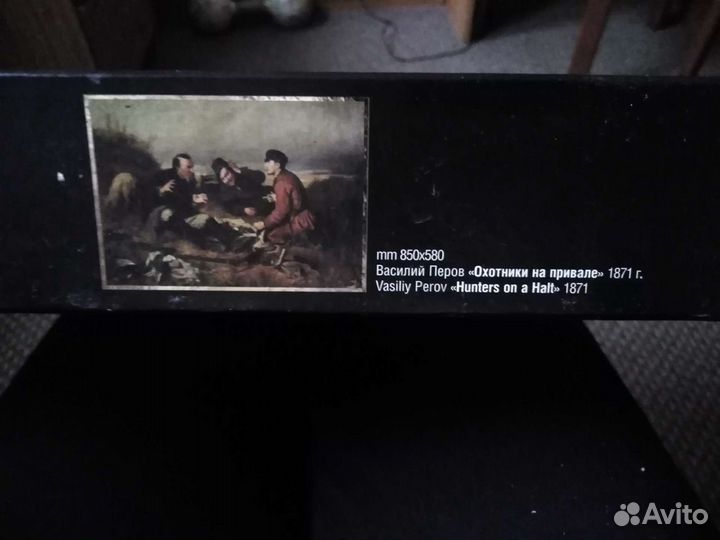 mm 850x580
Василий Перов «Охотники на привале» 1871 г.
Vasiliy Perov «Hunters on a Halt» 1871
Avito